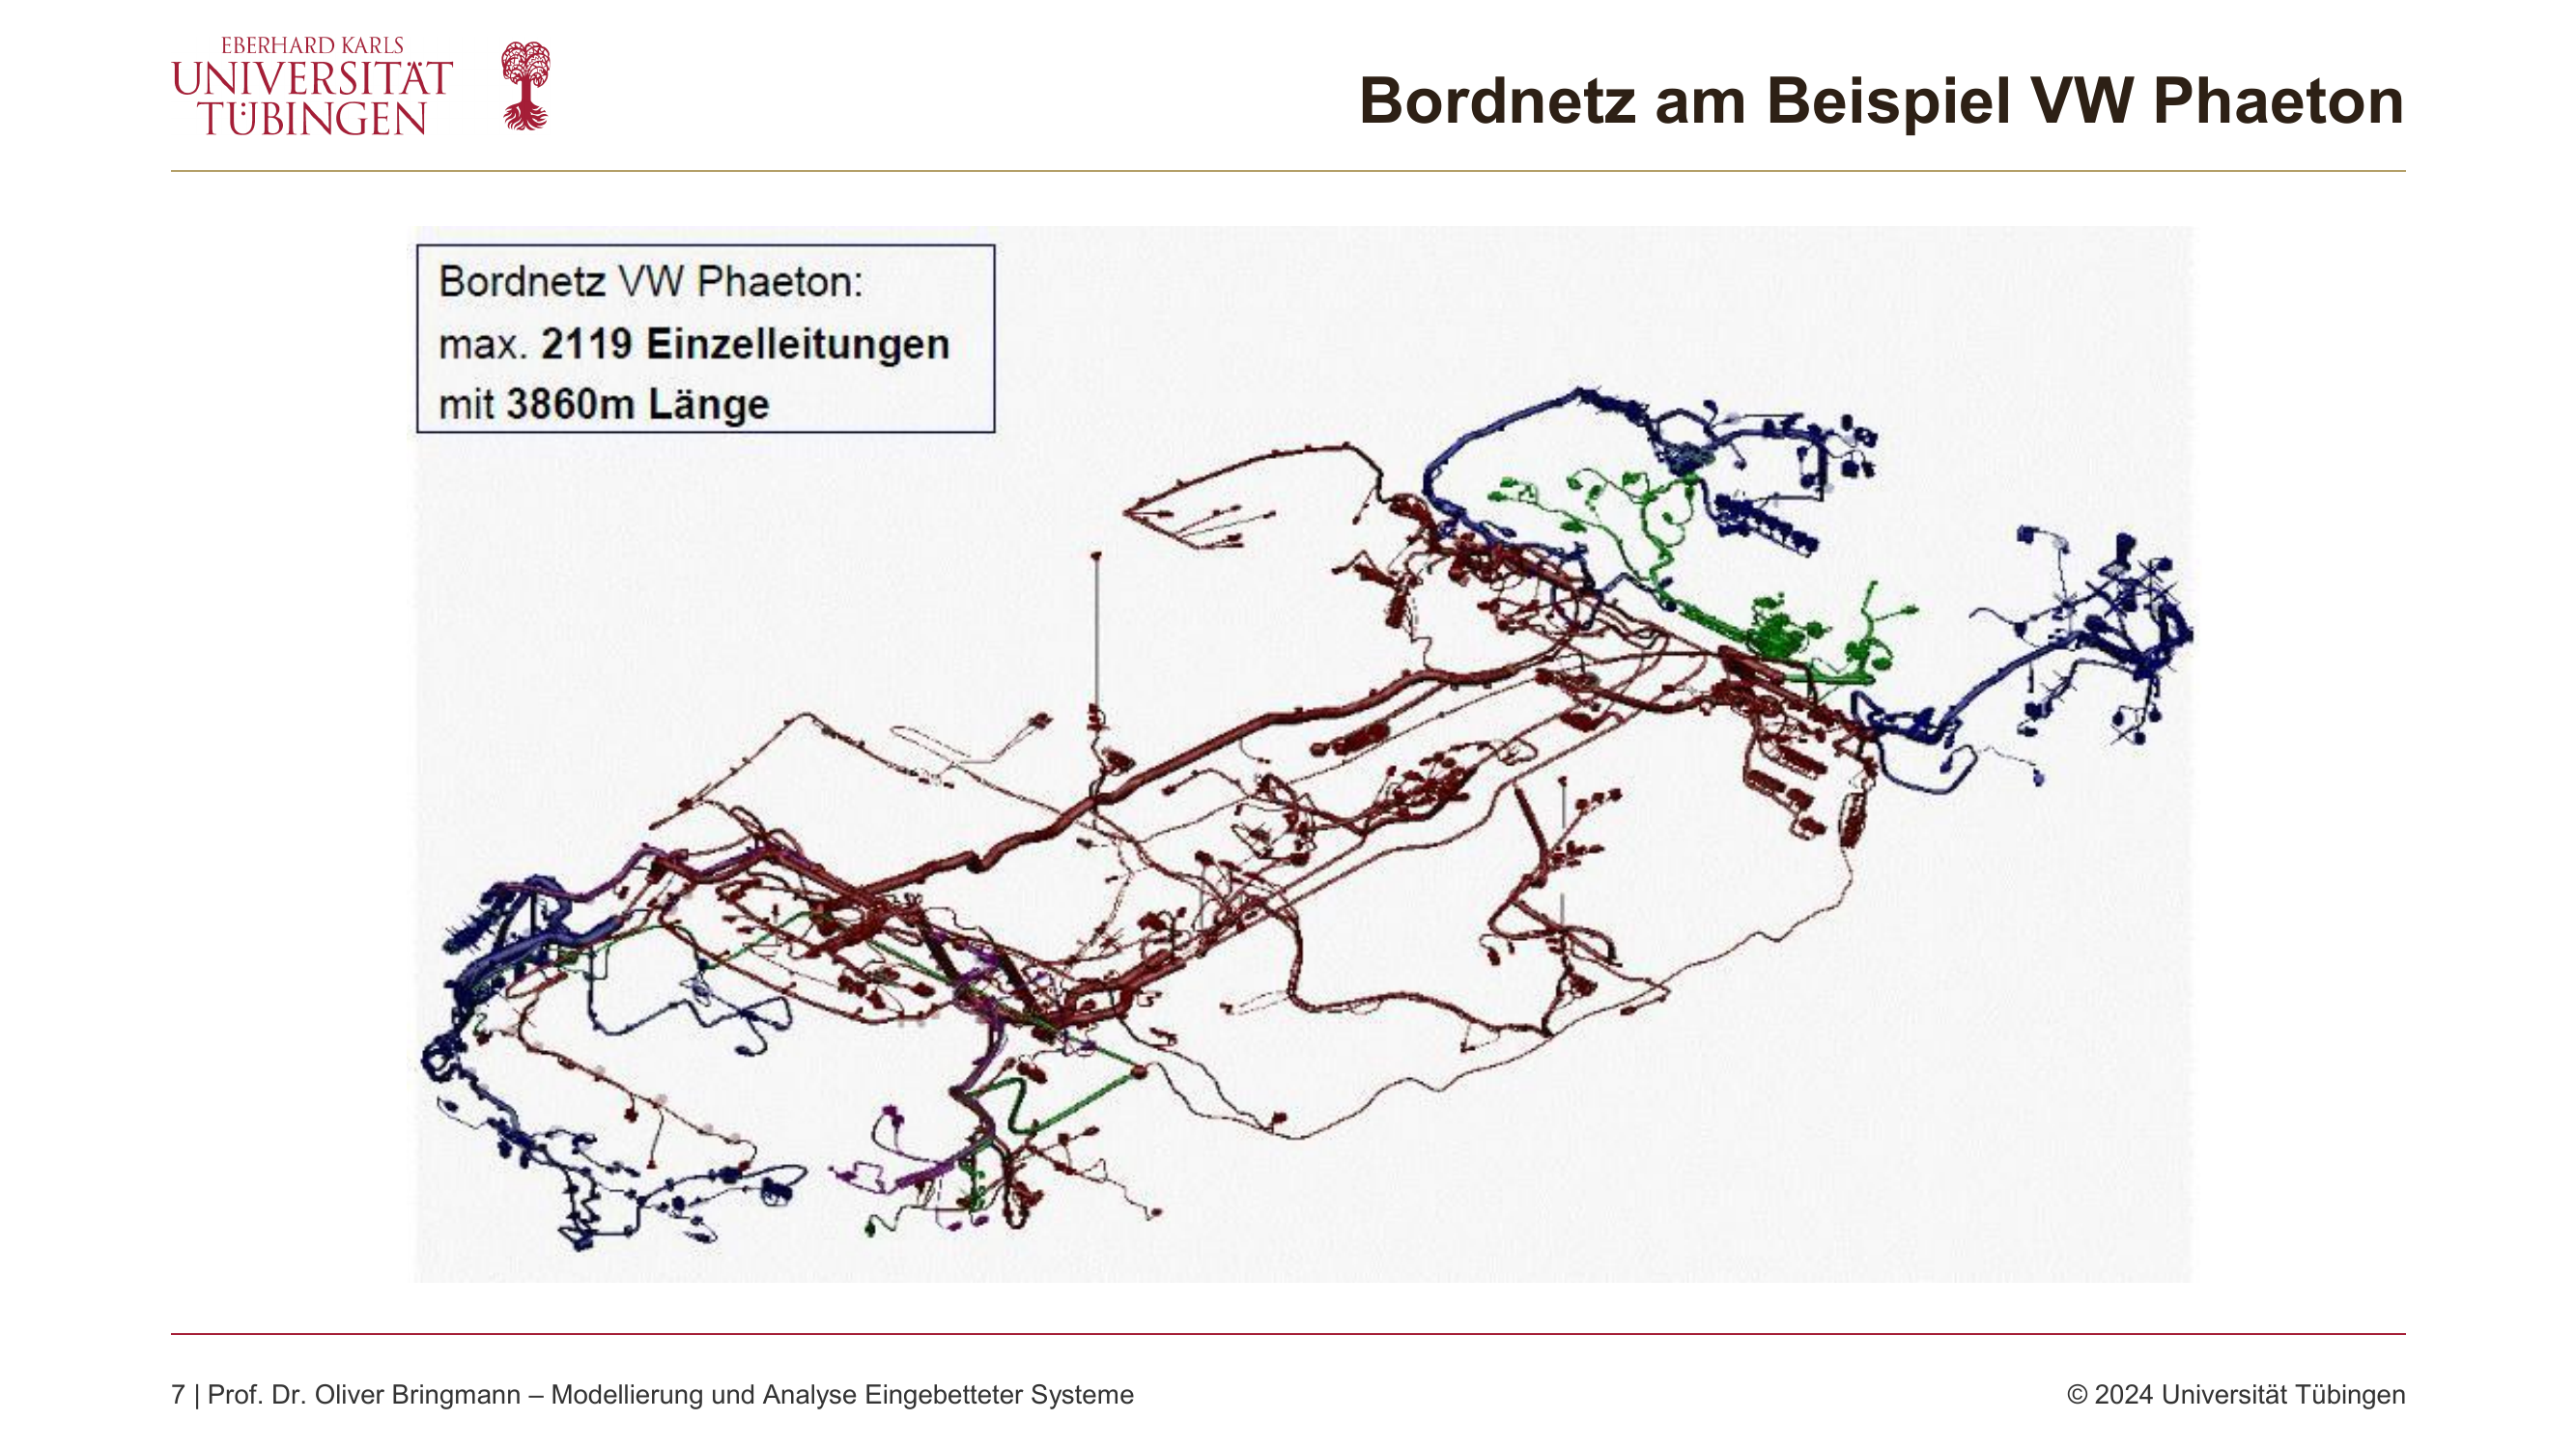 EBERHARD KARLS
UNIVERSITÄT
TÜBINGEN
Bordnetz am Beispiel VW Phaeton
Bordnetz VW Phaeton:
max. 2119 Einzelleitungen
mit 3860m Länge
7 | Prof. Dr. Oliver Bringmann – Modellierung und Analyse Eingebetteter Systeme
© 2024 Universität Tübingen